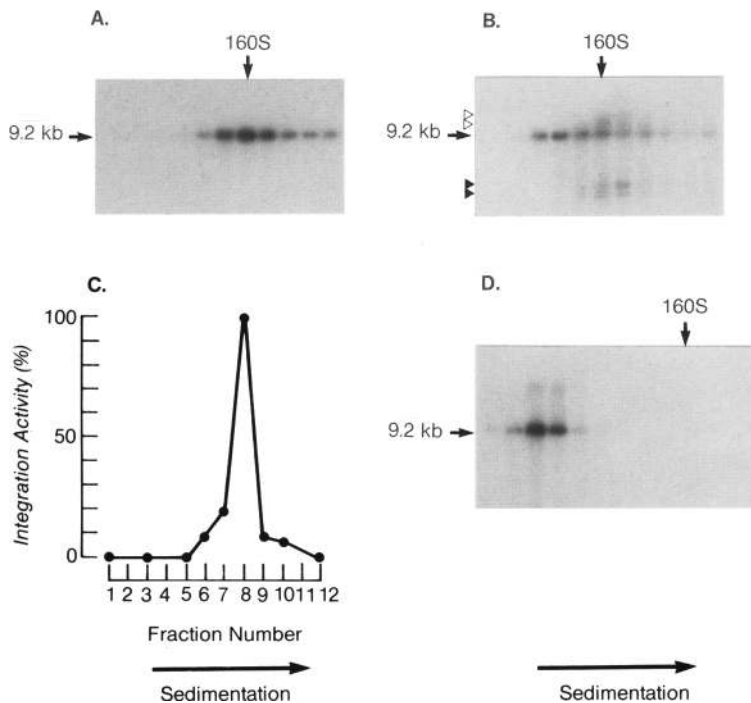 A.
160S
9.2 kb
B.
160S
9.2 kb
C.
Integration Activity (%)
100
50
0
1 2 3 4 5 6 7 8 9 10 11 12
Fraction Number
Sedimentation
D.
160S
9.2 kb
Sedimentation